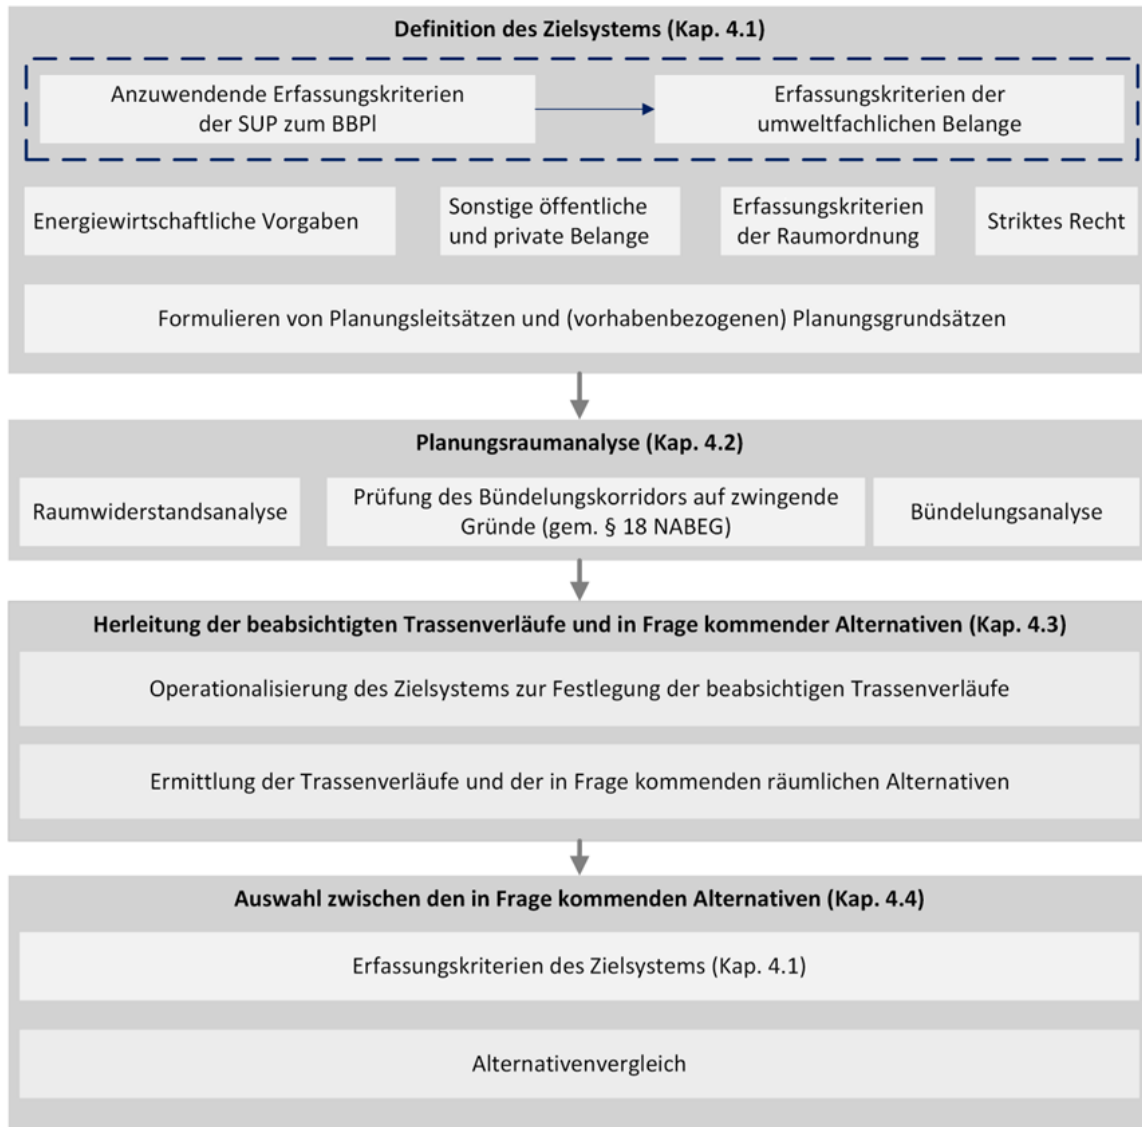 Definition des Zielsystems (Kap. 4.1)
Anzuwendende Erfassungskriterien
der SUP zum BBPl
Erfassungskriterien der
umweltfachlichen Belange
Energiewirtschaftliche Vorgaben
Sonstige öffentliche
und private Belange
Erfassungskriterien
der Raumordnung
Striktes Recht
Formulieren von Planungsleitsätzen und (vorhabenbezogenen) Planungsgrundsätzen
Planungsraumanalyse (Kap. 4.2)
Raumwiderstandsanalyse
Prüfung des Bündelungskorridors auf zwingende
Gründe (gem. § 18 NABEG)
Bündelungsanalyse
Herleitung der beabsichtigten Trassenverläufe und in Frage kommender Alternativen (Kap. 4.3)
Operationalisierung des Zielsystems zur Festlegung der beabsichtigen Trassenverläufe
Ermittlung der Trassenverläufe und der in Frage kommenden räumlichen Alternativen
Auswahl zwischen den in Frage kommenden Alternativen (Kap. 4.4)
Erfassungskriterien des Zielsystems (Kap. 4.1)
Alternativenvergleich